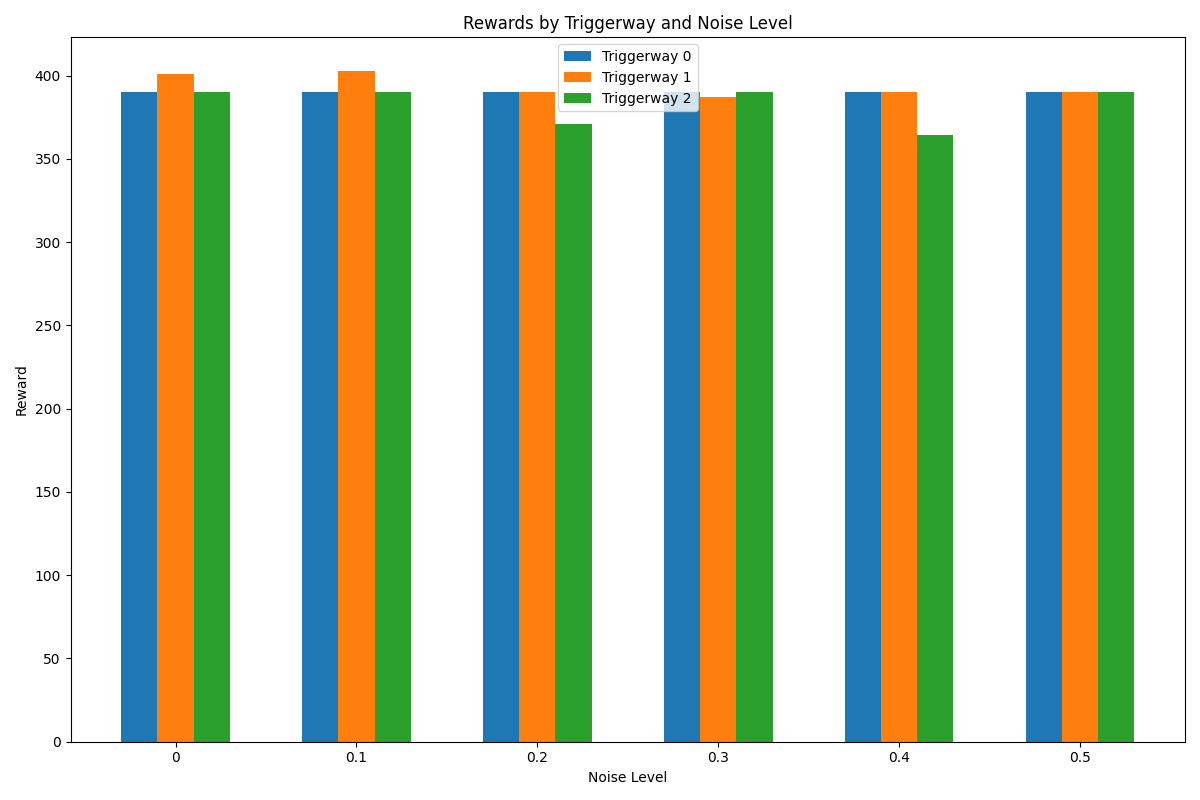 Rewards by Triggerway and Noise Level
Triggerway 0
Triggerway 1
Triggerway 2
Reward
400
350
300
250
200
150
100
50
0
0 0.1 0.2 0.3 0.4 0.5
Noise Level